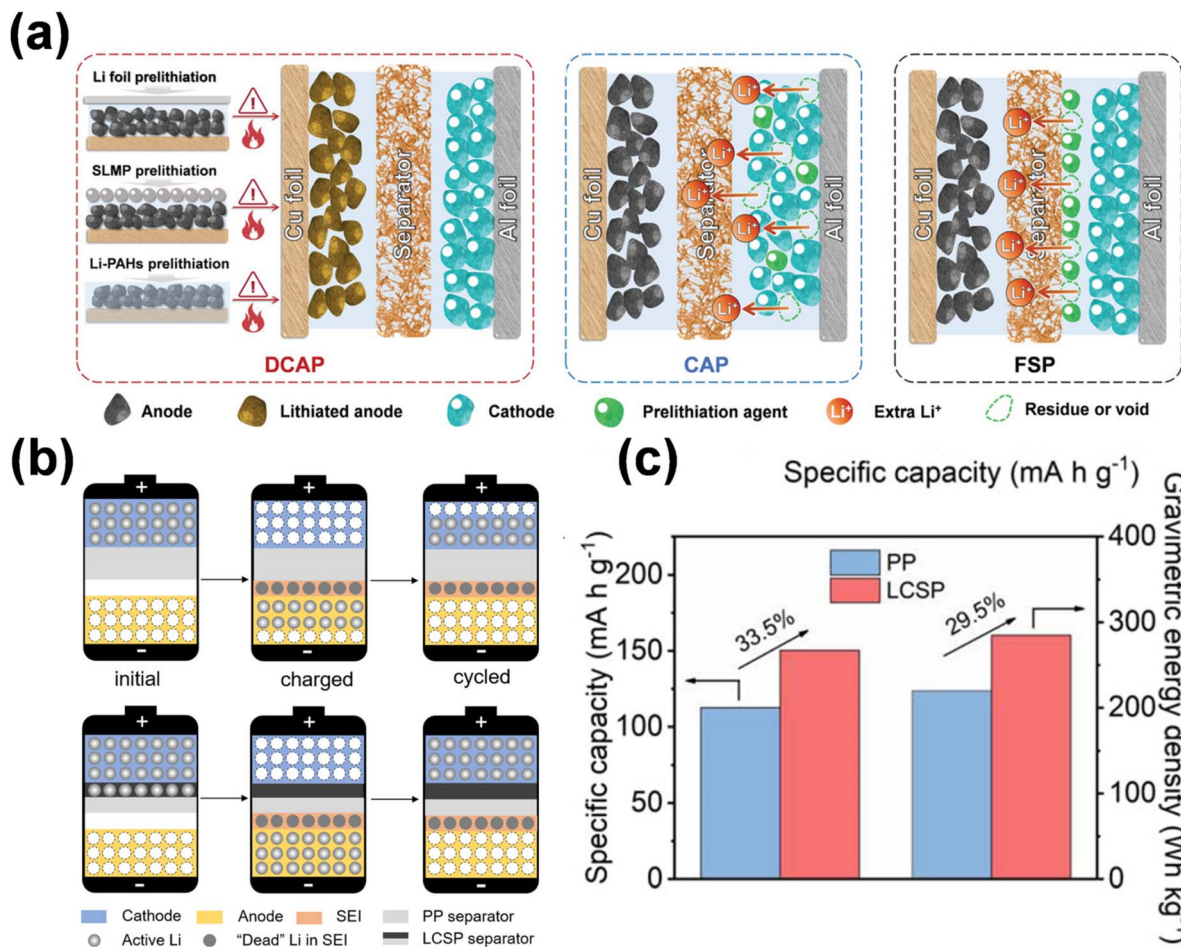 (a)
Li foil prelithiation
SLMP prelithiation
Li-PAHs prelithiation
!
!
!
Cu foil
Separator
Al foil
DCAP
Cu foil
Separator
Al foil
Li⁺
Li⁺
Li⁺
Li⁺
Li⁺
CAP
Cu foil
Separator
Al foil
Li⁺
Li⁺
Li⁺
Li⁺
FSP
Anode
Lithiated anode
Cathode
Prelithiation agent
Li⁺
Extra Li⁺
Residue or void
(b)
+
+
+
-
-
-
initial
charged
cycled
+
+
+
-
-
-
Cathode
Anode
SEI
PP separator
Active Li
"Dead" Li in SEI
LCSP separator
(c)
Specific capacity (mA h g⁻¹)
Specific capacity (mA h g⁻¹)
200
150
100
50
0
PP
LCSP
33.5%
29.5%
400
300
200
100
0
Gravimetric energy density (Wh kg⁻¹)